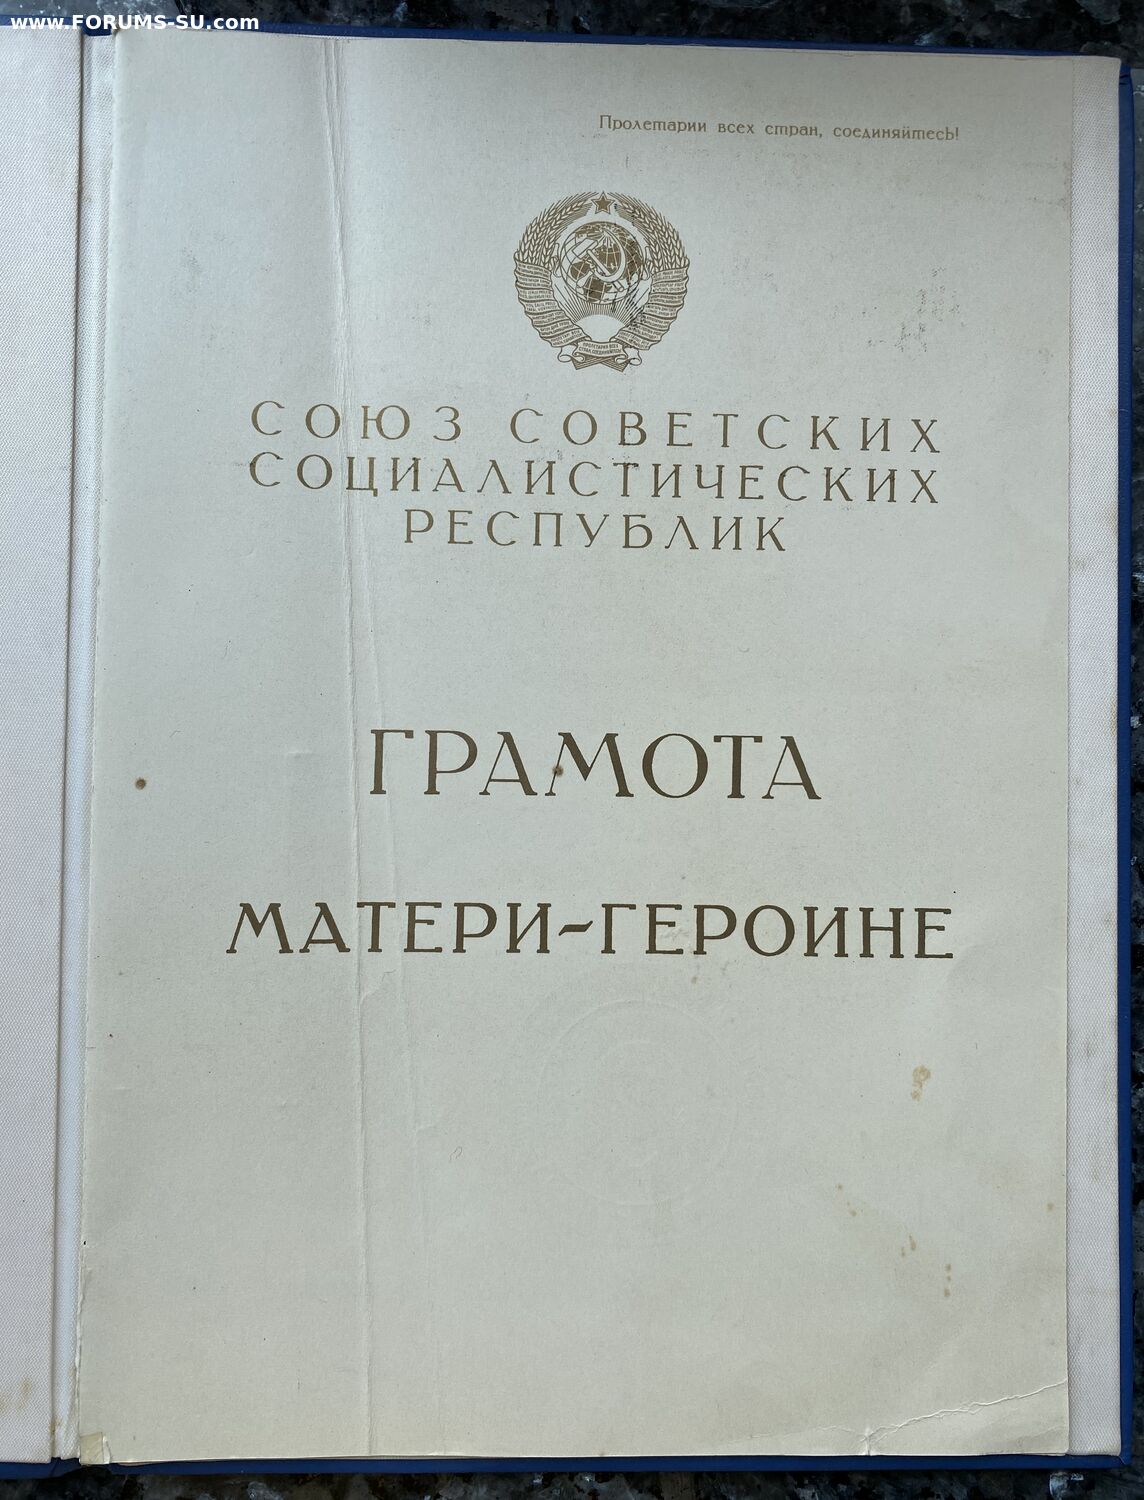 www.FORUMS-SU.com
Пролетарии всех стран, соединяйтесь!
СОЮЗ СОВЕТСКИХ
СОЦИАЛИСТИЧЕСКИХ
РЕСПУБЛИК
ГРАМОТА
МАТЕРИ-ГЕРОИНЕ